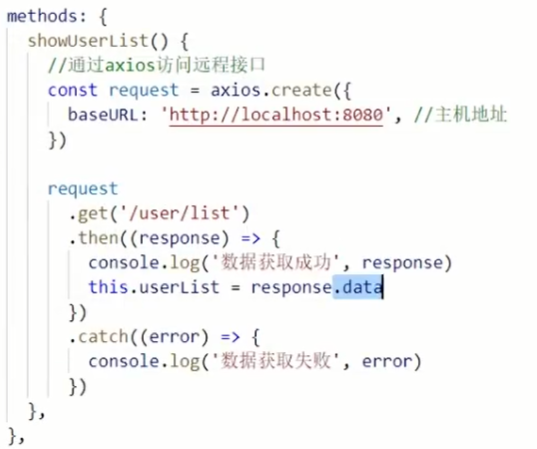 methods: {
showUserList() {
//通过axios访问远程接口
const request = axios.create({
baseURL: 'http://localhost:8080', //主机地址
})
request
.get('/user/list')
.then((response) => {
console.log('数据获取成功', response)
this.userList = response.data
})
.catch((error) => {
console.log('数据获取失败', error)
})
},
},